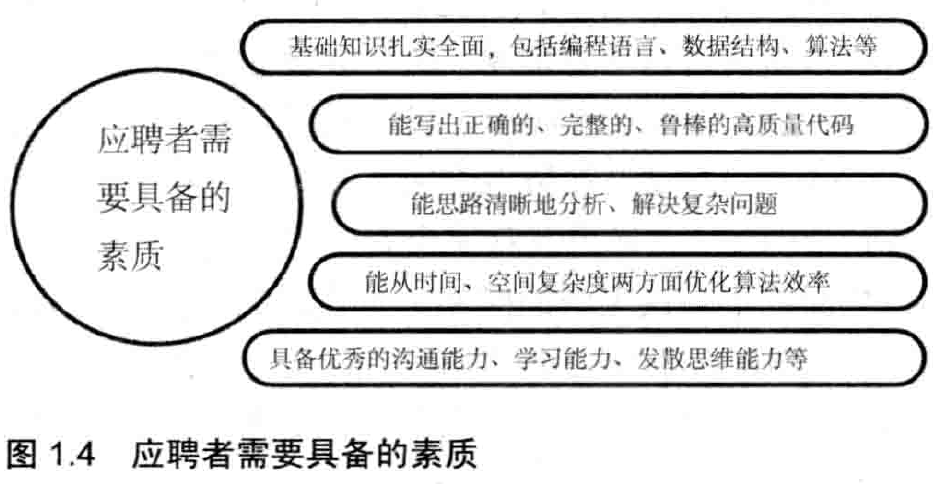 应聘者需
要具备的
素质
基础知识扎实全面，包括编程语言、数据结构、算法等
能写出正确的、完整的、鲁棒的高质量代码
能思路清晰地分析、解决复杂问题
能从时间、空间复杂度两方面优化算法效率
具备优秀的沟通能力、学习能力、发散思维能力等
图 1.4 应聘者需要具备的素质